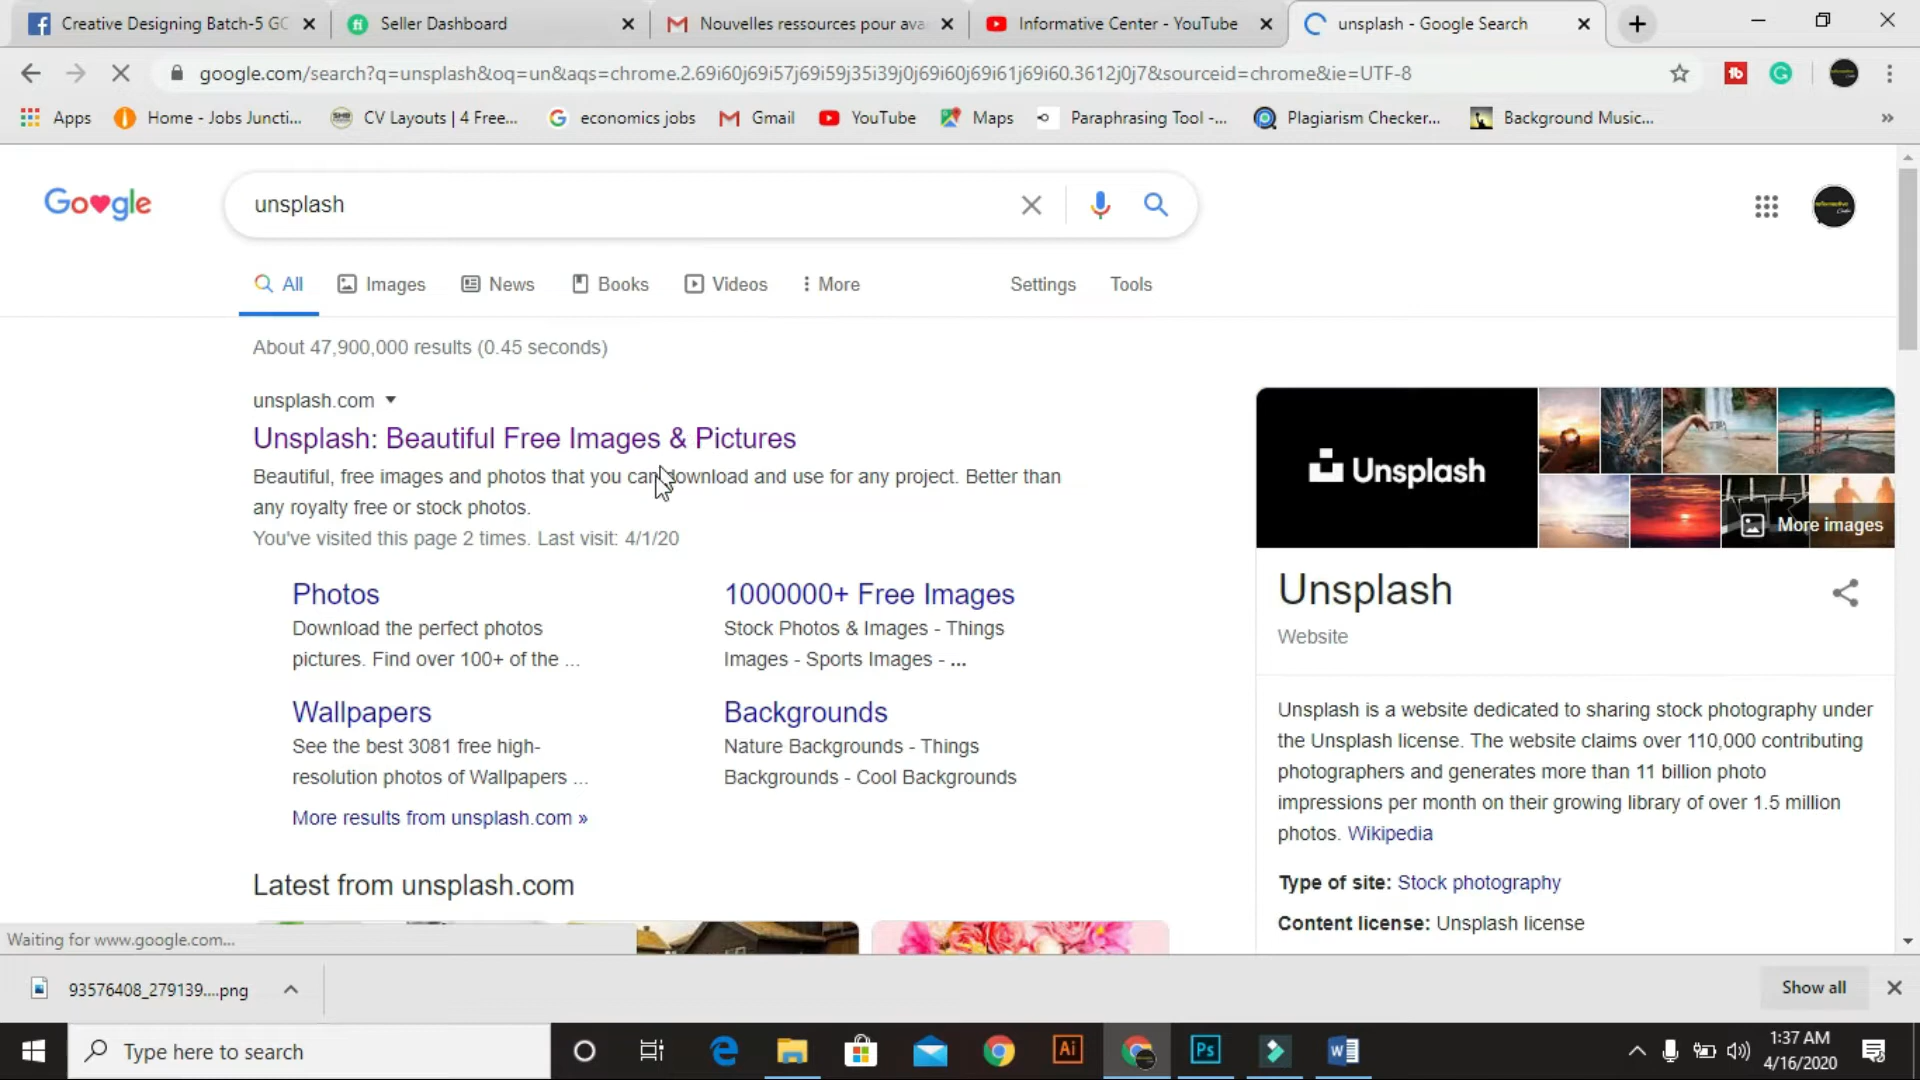 Creative Designing Batch-5 GC
Seller Dashboard
Nouvelles ressources pour ava
Informative Center - YouTube
unsplash - Google Search
google.com/search?q=unsplash&oq=un&aqs=chrome.2.69i60j69i57j69i59j35i39j0j69i60j69i61j69i60.3612j0j7&sourceid=chrome&ie=UTF-8
Apps
Home - Jobs Juncti...
CV Layouts | 4 Free...
economics jobs
Gmail
YouTube
Maps
Paraphrasing Tool -...
Plagiarism Checker...
Background Music...
»
Google
unsplash
All
Images
News
Books
Videos
More
Settings
Tools
About 47,900,000 results (0.45 seconds)
unsplash.com
Unsplash: Beautiful Free Images & Pictures
Beautiful, free images and photos that you can download and use for any project. Better than
any royalty free or stock photos.
You've visited this page 2 times. Last visit: 4/1/20
Photos
Download the perfect photos
pictures. Find over 100+ of the ...
1000000+ Free Images
Stock Photos & Images - Things
Images - Sports Images - ...
Wallpapers
See the best 3081 free high-
resolution photos of Wallpapers ...
Backgrounds
Nature Backgrounds - Things
Backgrounds - Cool Backgrounds
More results from unsplash.com »
Latest from unsplash.com
Unsplash
More images
Unsplash
Website
Unsplash is a website dedicated to sharing stock photography under
the Unsplash license. The website claims over 110,000 contributing
photographers and generates more than 11 billion photo
impressions per month on their growing library of over 1.5 million
photos. Wikipedia
Type of site: Stock photography
Content license: Unsplash license
Waiting for www.google.com...
93576408_279139....png
Show all
Type here to search
Ai
Ps
1:37 AM
4/16/2020